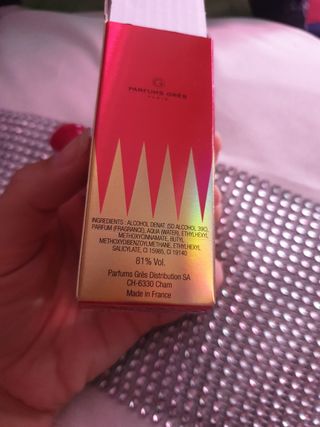 G
PARFUMS GRÈS
PARIS
INGREDIENTS : ALCOHOL DENAT. (SD ALCOHOL 39C),
PARFUM (FRAGRANCE), AQUA (WATER), ETHYLHEXYL
METHOXYCINNAMATE, BUTYL
METHOXYDIBENZOYLMETHANE, ETHYLHEXYL
SALICYLATE, CI 15985, CI 19140
81% Vol.
Parfums Grès Distribution SA
CH-6330 Cham
Made in France